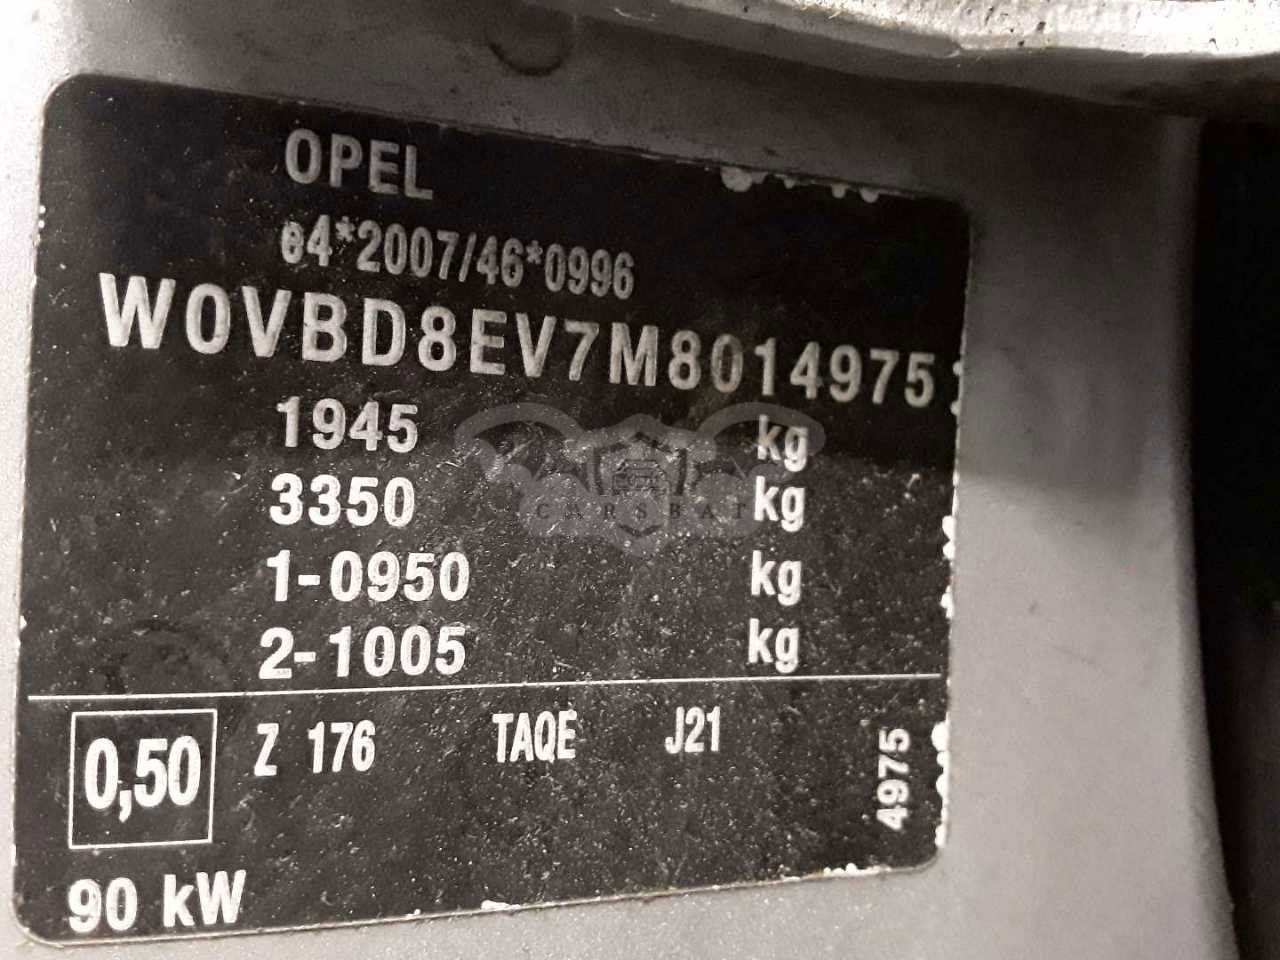 OPEL
e4*2007/46*0996
W0VBD8EV7M8014975
1945 kg
3350 kg
CARSBAT
1-0950 kg
2-1005 kg
0,50 Z 176 TAQE J21
4975
90 kW